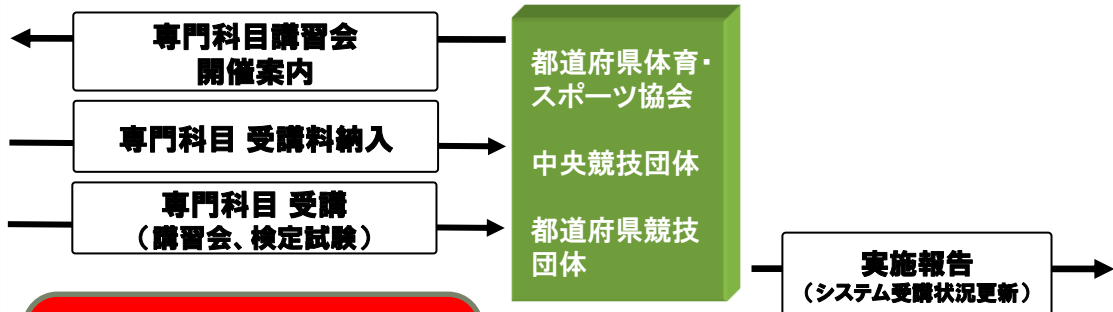 専門科目講習会
開催案内
専門科目 受講料納入
専門科目 受講
（講習会、検定試験）
都道府県体育・
スポーツ協会
中央競技団体
都道府県競技
団体
実施報告
（システム受講状況更新）